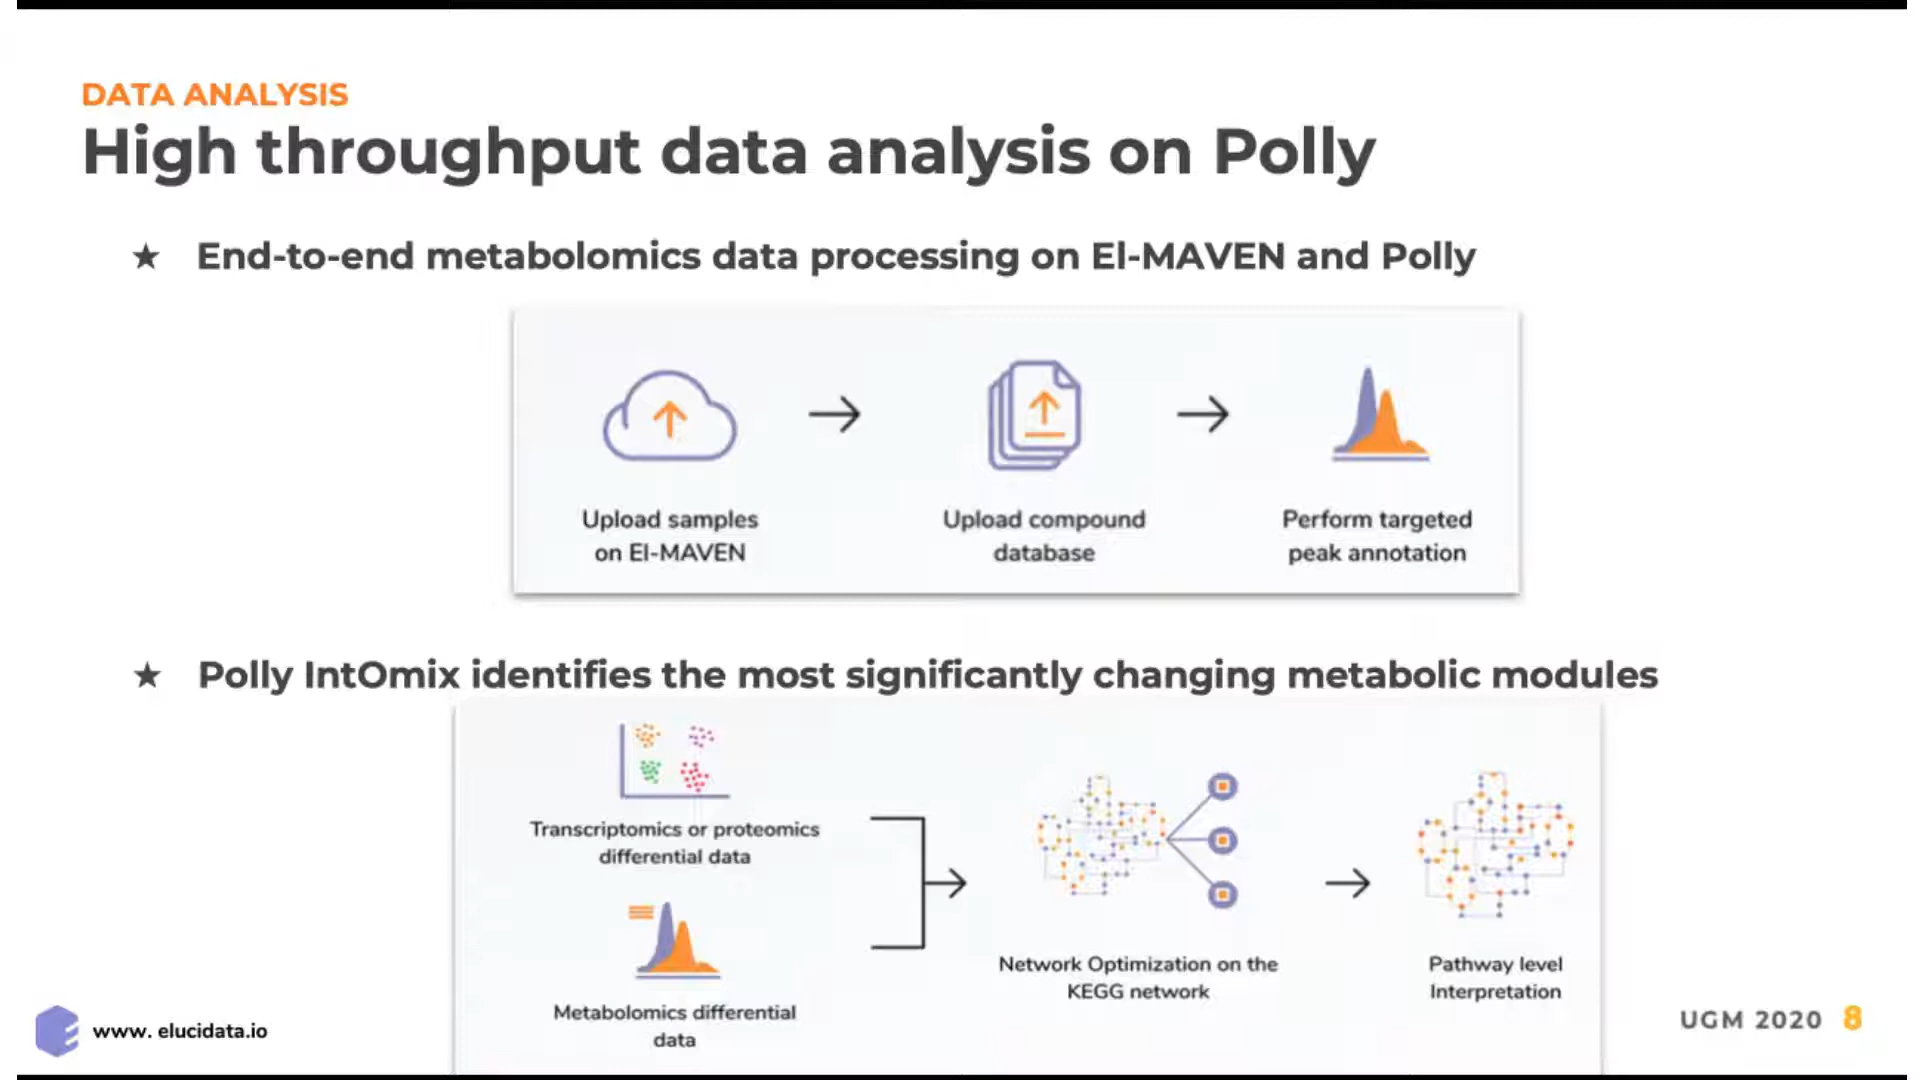 DATA ANALYSIS
High throughput data analysis on Polly
★ End-to-end metabolomics data processing on El-MAVEN and Polly
Upload samples
on El-MAVEN
Upload compound
database
Perform targeted
peak annotation
★ Polly IntOmix identifies the most significantly changing metabolic modules
Transcriptomics or proteomics
differential data
Metabolomics differential
data
Network Optimization on the
KEGG network
Pathway level
Interpretation
www. elucidata.io
UGM 2020 8